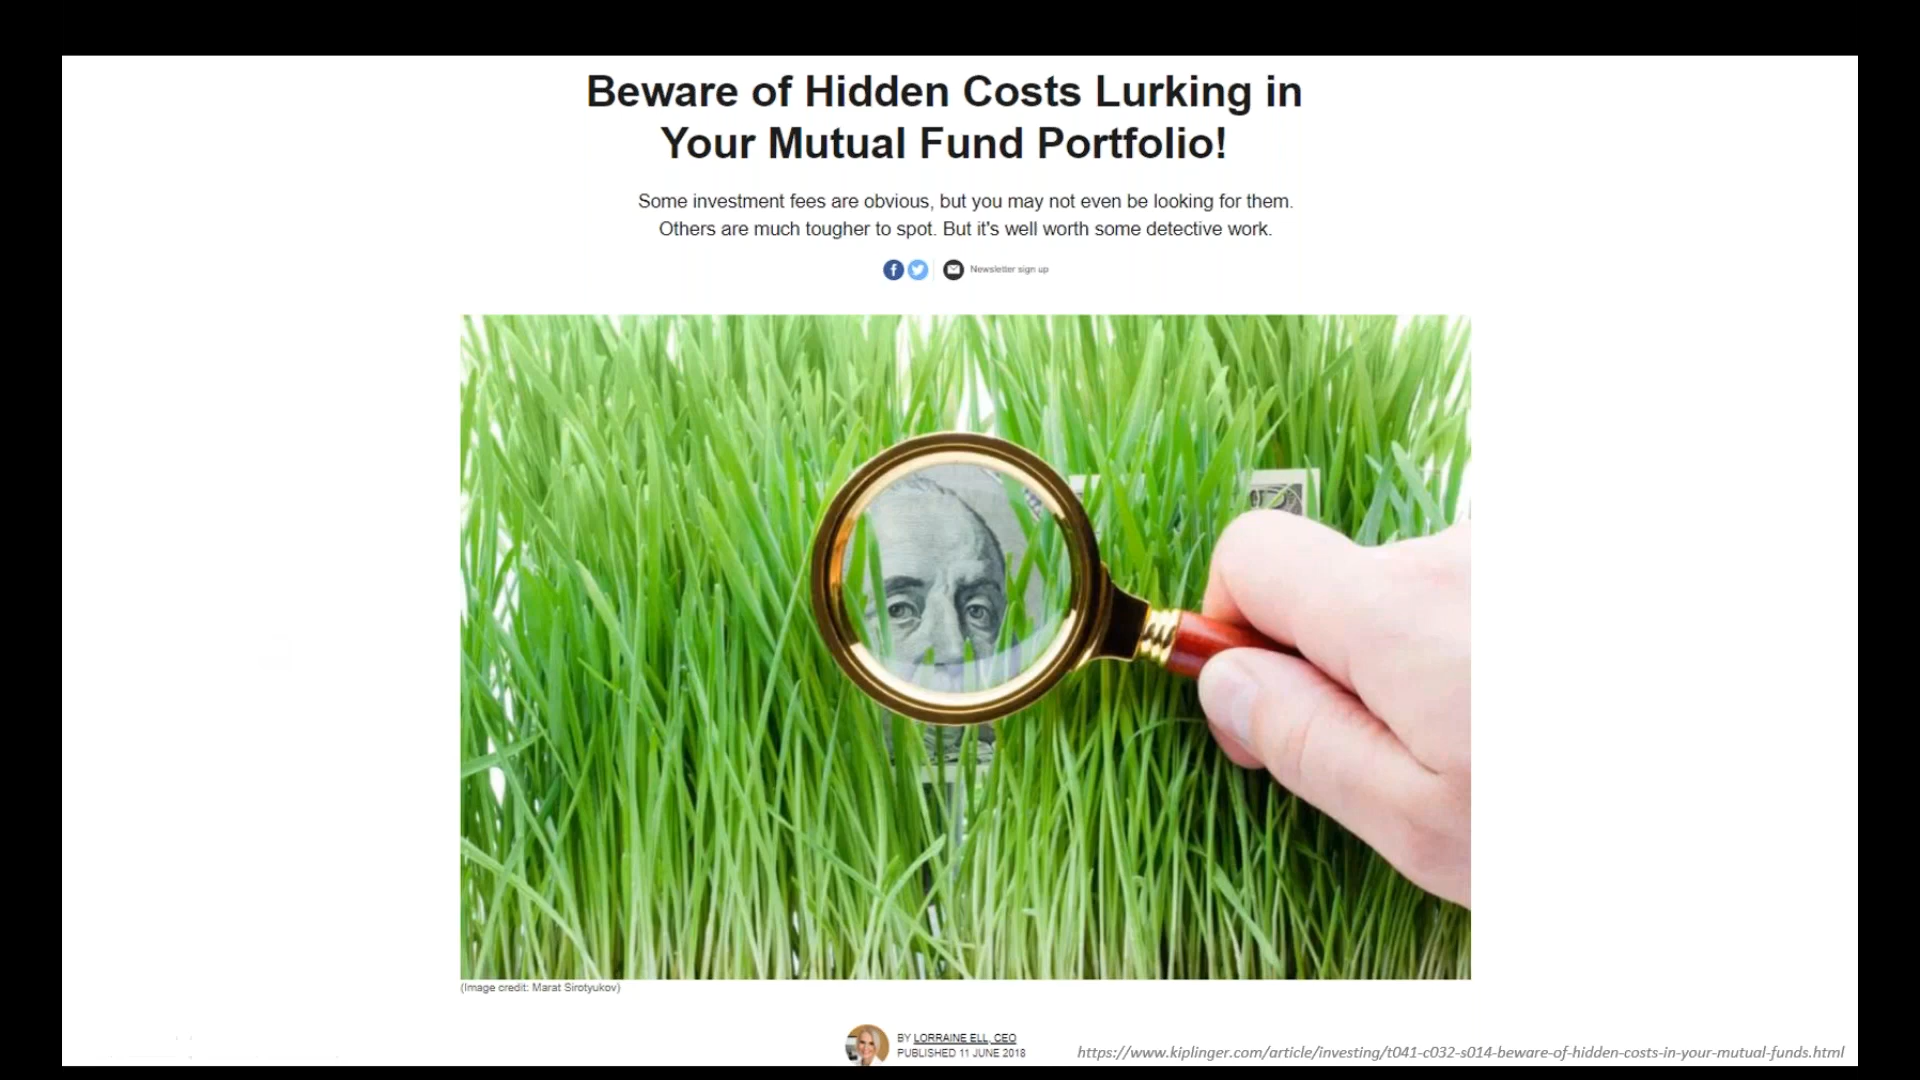 Beware of Hidden Costs Lurking in
Your Mutual Fund Portfolio!
Some investment fees are obvious, but you may not even be looking for them.
Others are much tougher to spot. But it's well worth some detective work.
Newsletter sign up
(Image credit: Marat Sirotyukov)
BY LORRAINE ELL, CEO
PUBLISHED 11 JUNE 2018
https://www.kiplinger.com/article/investing/t041-c032-s014-beware-of-hidden-costs-in-your-mutual-funds.html